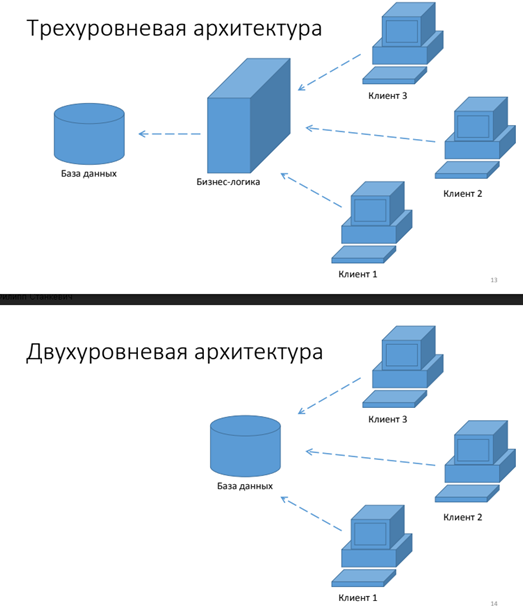 Трехуровневая архитектура
Клиент 3
База данных
Бизнес-логика
Клиент 2
Клиент 1
13
Двухуровневая архитектура
Клиент 3
База данных
Клиент 2
Клиент 1
14